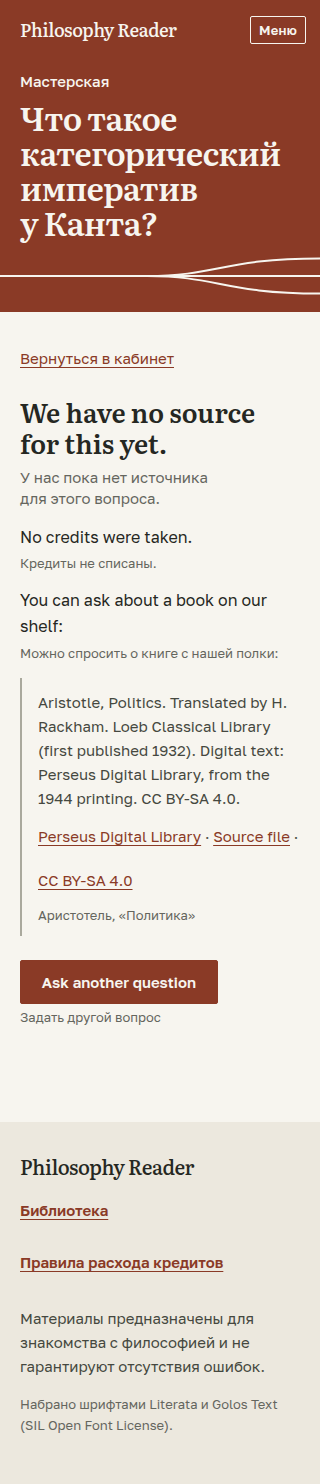 Philosophy Reader
Меню
Мастерская
Что такое
категорический
императив
у Канта?
Вернуться в кабинет
We have no source
for this yet.
У нас пока нет источника
для этого вопроса.
No credits were taken.
Кредиты не списаны.
You can ask about a book on our
shelf:
Можно спросить о книге с нашей полки:
Aristotle, Politics. Translated by H.
Rackham. Loeb Classical Library
(first published 1932). Digital text:
Perseus Digital Library, from the
1944 printing. CC BY-SA 4.0.
Perseus Digital Library · Source file ·
CC BY-SA 4.0
Аристотель, «Политика»
Ask another question
Задать другой вопрос
Philosophy Reader
Библиотека
Правила расхода кредитов
Материалы предназначены для
знакомства с философией и не
гарантируют отсутствия ошибок.
Набрано шрифтами Literata и Golos Text
(SIL Open Font License).